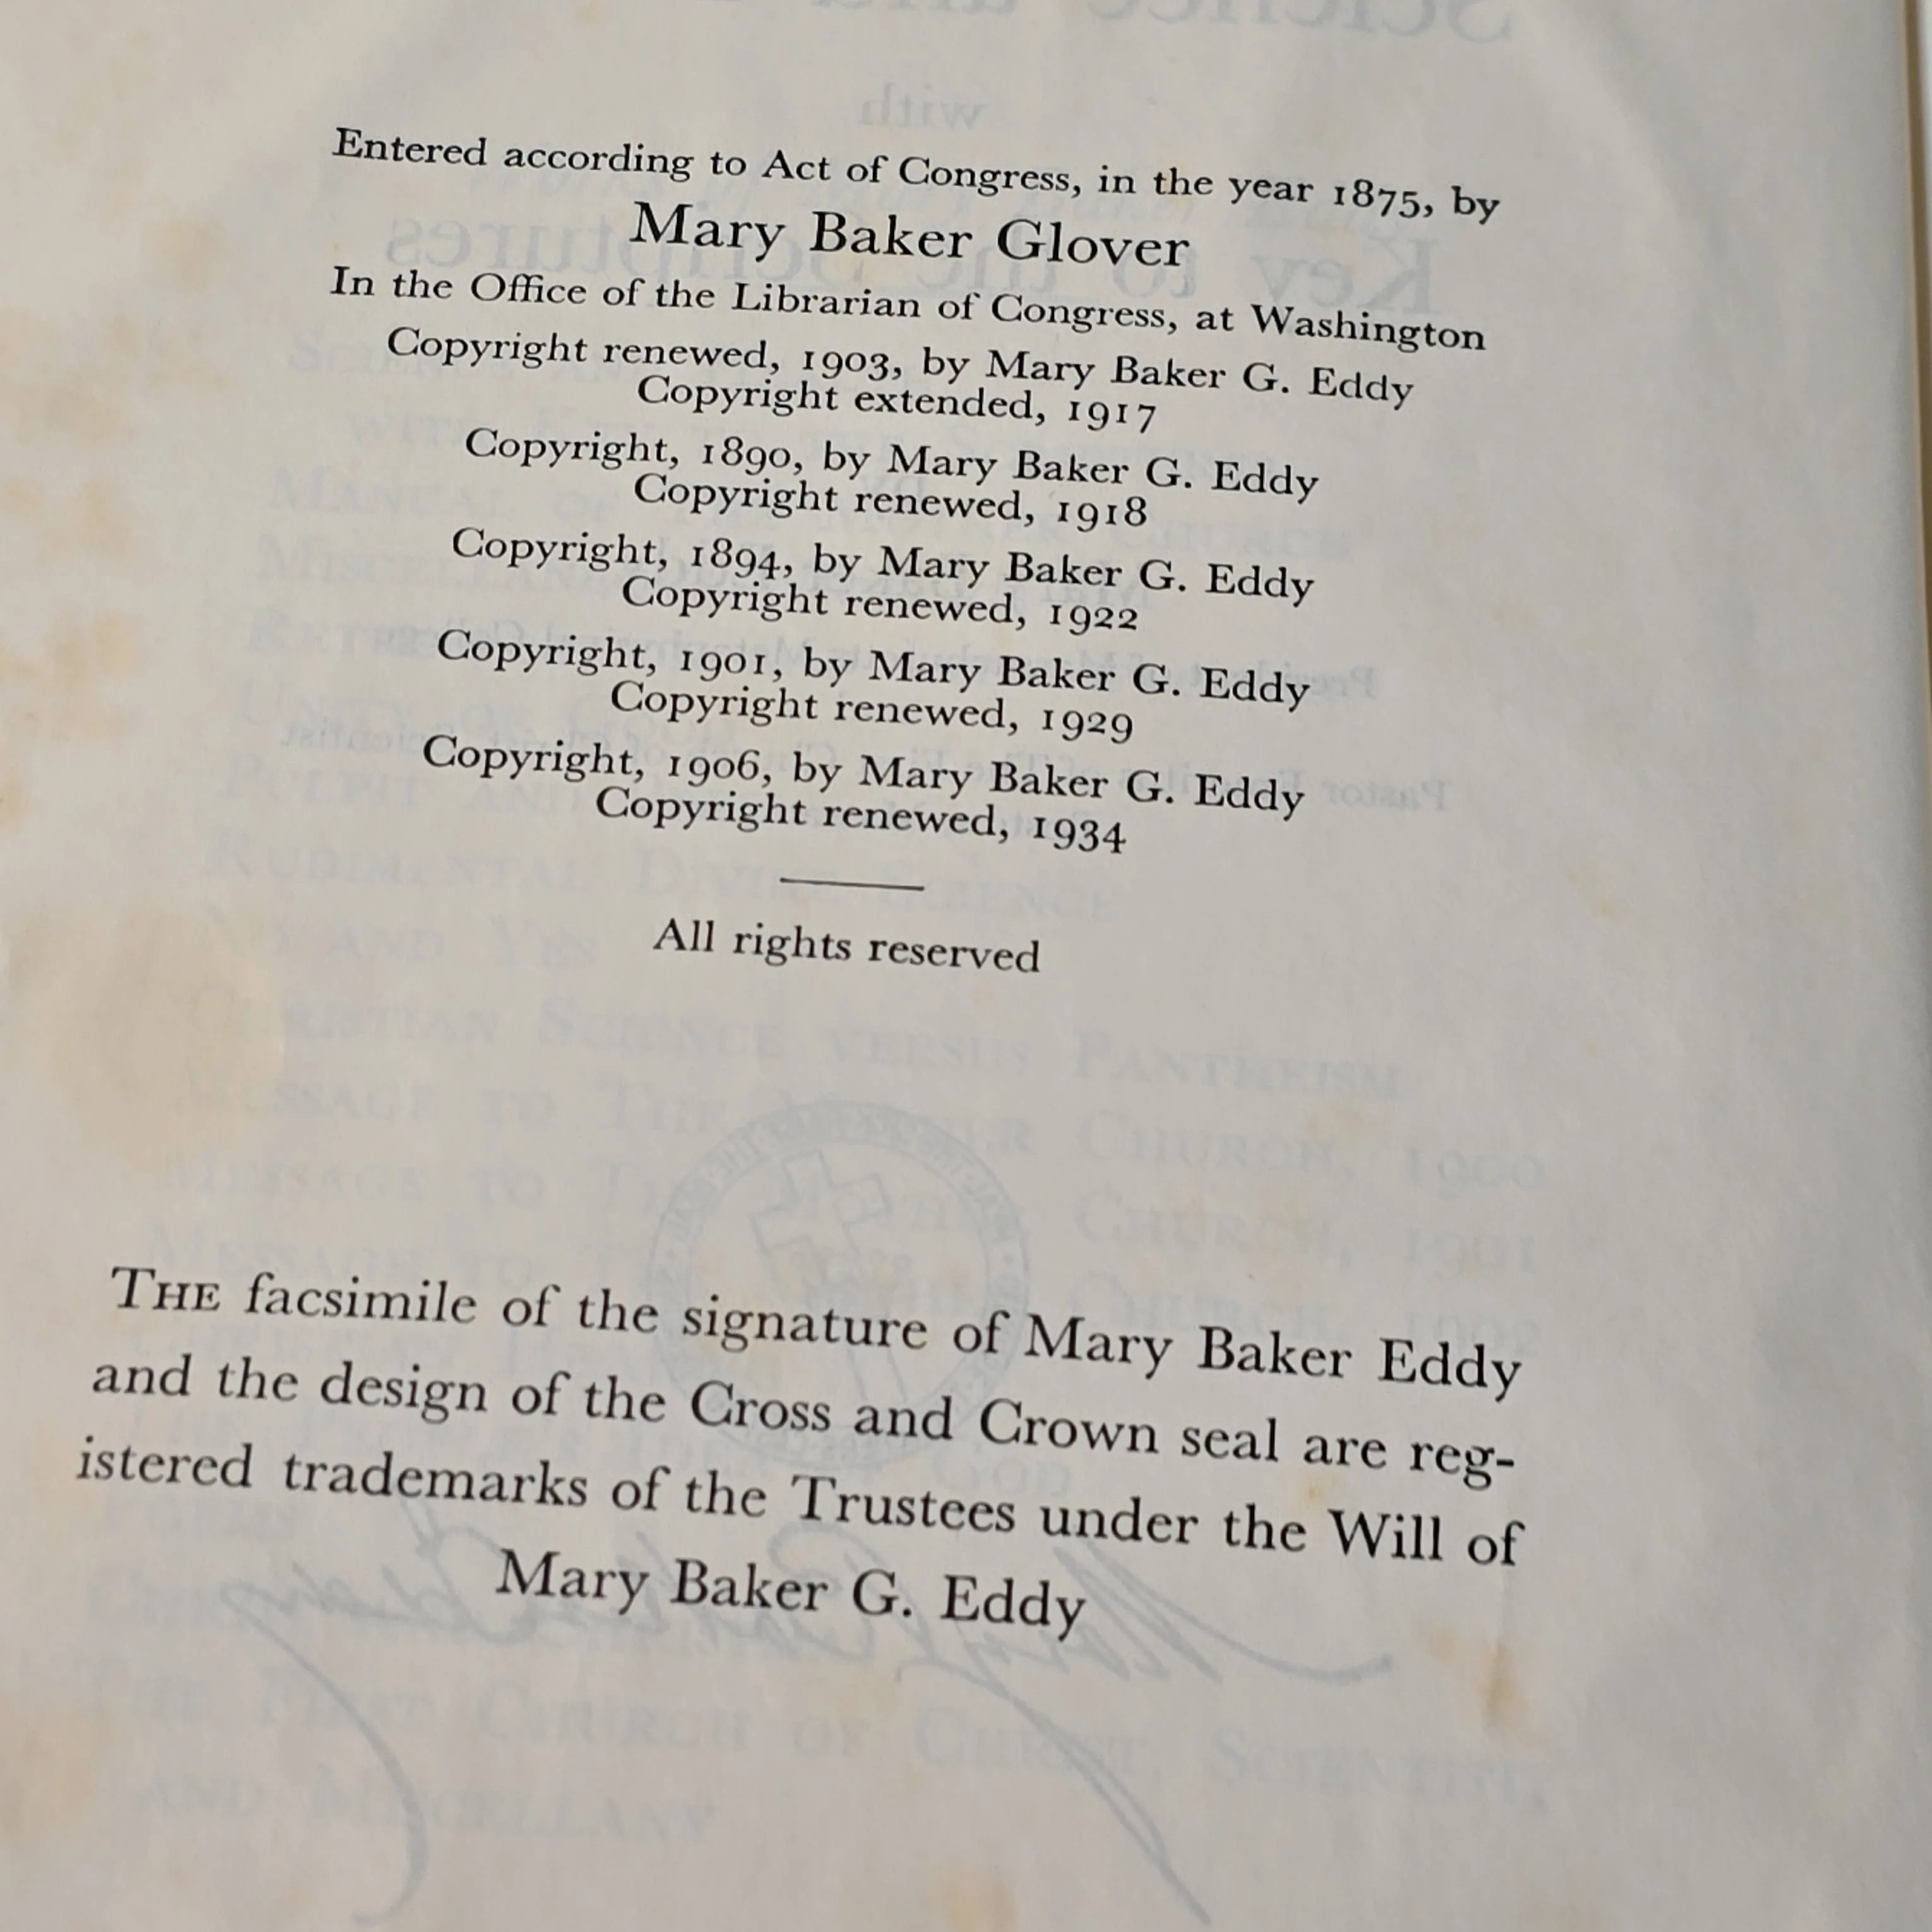 Entered according to Act of Congress, in the year 1875, by
Mary Baker Glover
In the Office of the Librarian of Congress, at Washington
Copyright renewed, 1903, by Mary Baker G. Eddy
Copyright extended, 1917
Copyright, 1890, by Mary Baker G. Eddy
Copyright renewed, 1918
Copyright, 1894, by Mary Baker G. Eddy
Copyright renewed, 1922
Copyright, 1901, by Mary Baker G. Eddy
Copyright renewed, 1929
Copyright, 1906, by Mary Baker G. Eddy
Copyright renewed, 1934
All rights reserved
THE facsimile of the signature of Mary Baker Eddy
and the design of the Cross and Crown seal are reg-
istered trademarks of the Trustees under the Will of
Mary Baker G. Eddy